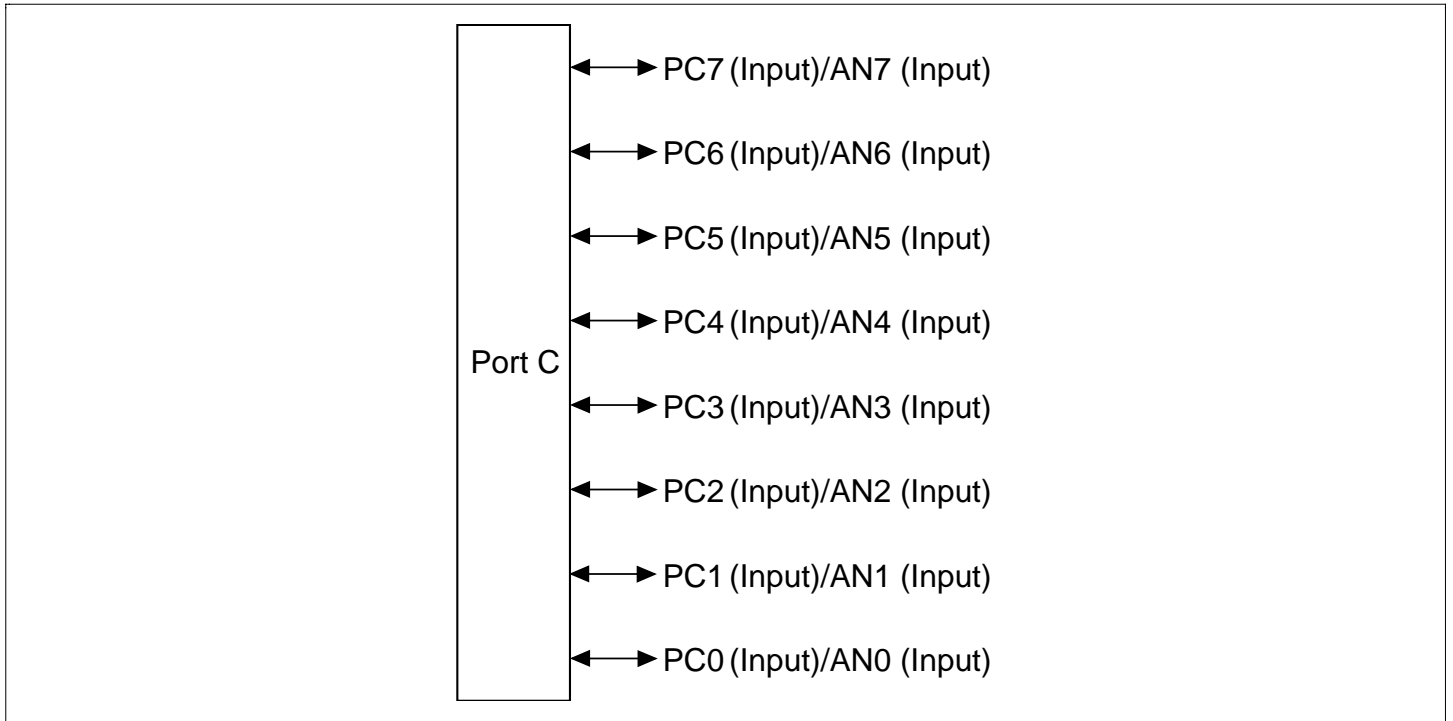 PC7 (Input)/AN7 (Input)
PC6 (Input)/AN6 (Input)
PC5 (Input)/AN5 (Input)
PC4 (Input)/AN4 (Input)
Port C
PC3 (Input)/AN3 (Input)
PC2 (Input)/AN2 (Input)
PC1 (Input)/AN1 (Input)
PC0 (Input)/AN0 (Input)